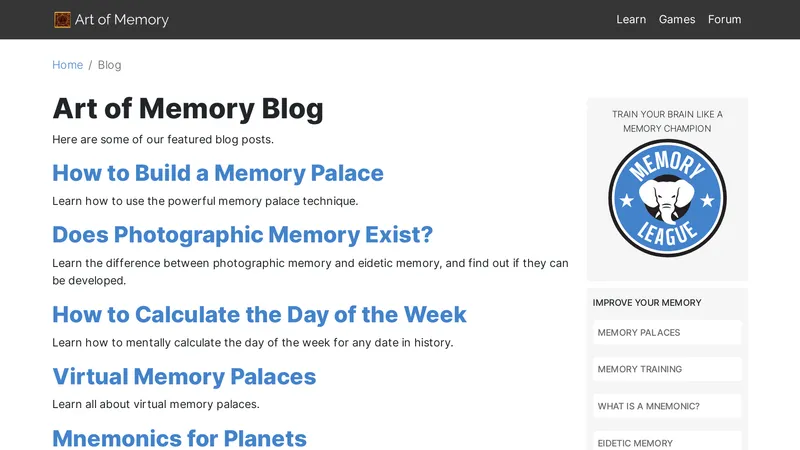 Art of Memory
Learn Games Forum
Home / Blog
Art of Memory Blog
Here are some of our featured blog posts.
How to Build a Memory Palace
Learn how to use the powerful memory palace technique.
Does Photographic Memory Exist?
Learn the difference between photographic memory and eidetic memory, and find out if they can
be developed.
How to Calculate the Day of the Week
Learn how to mentally calculate the day of the week for any date in history.
Virtual Memory Palaces
Learn all about virtual memory palaces.
Mnemonics for Planets
TRAIN YOUR BRAIN LIKE A
MEMORY CHAMPION
MEMORY
LEAGUE
IMPROVE YOUR MEMORY
MEMORY PALACES
MEMORY TRAINING
WHAT IS A MNEMONIC?
EIDETIC MEMORY